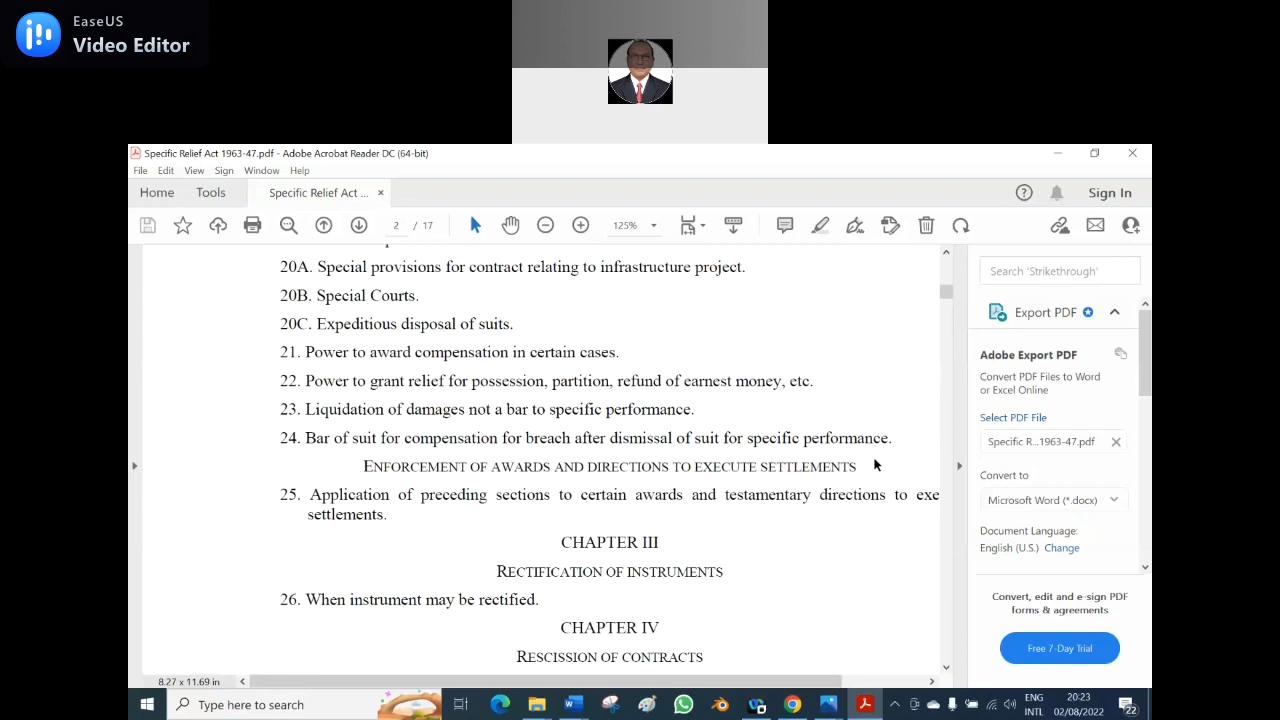 EaseUS
Video Editor
Specific Relief Act 1963-47.pdf - Adobe Acrobat Reader DC (64-bit)
File Edit View Sign Window Help
Home Tools Specific Relief Act ... × Sign In
2 / 17 125%
20A. Special provisions for contract relating to infrastructure project.
20B. Special Courts.
20C. Expeditious disposal of suits.
21. Power to award compensation in certain cases.
22. Power to grant relief for possession, partition, refund of earnest money, etc.
23. Liquidation of damages not a bar to specific performance.
24. Bar of suit for compensation for breach after dismissal of suit for specific performance.
ENFORCEMENT OF AWARDS AND DIRECTIONS TO EXECUTE SETTLEMENTS
25. Application of preceding sections to certain awards and testamentary directions to exe
settlements.
CHAPTER III
RECTIFICATION OF INSTRUMENTS
26. When instrument may be rectified.
CHAPTER IV
RESCISSION OF CONTRACTS
8.27 x 11.69 in
Search 'Strikethrough'
Export PDF
Adobe Export PDF
Convert PDF Files to Word
or Excel Online
Select PDF File
Specific R...1963-47.pdf
Convert to
Microsoft Word (*.docx)
Document Language:
English (U.S.) Change
Convert, edit and e-sign PDF
forms & agreements
Free 7-Day Trial
Type here to search
ENG
INTL
20:23
02/08/2022
22